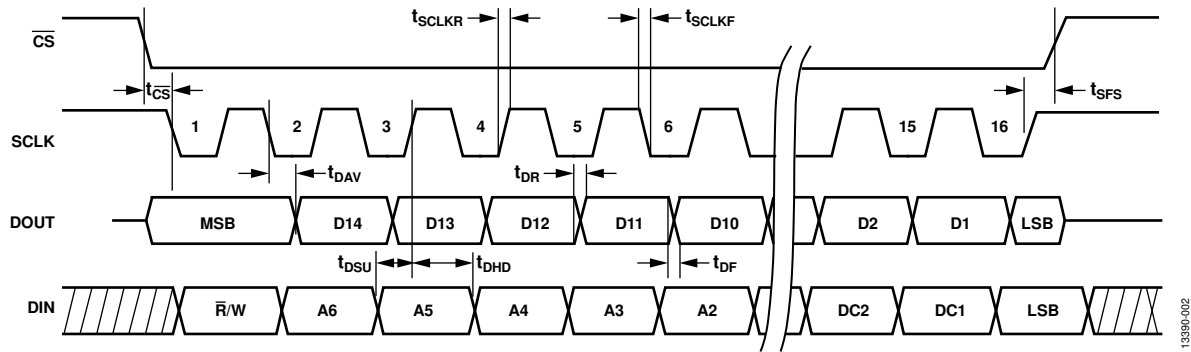 tSCLKR
tSCLKF
C̅S̅
tC̅S̅
tSFS
1 2 3 4 5 6 15 16
SCLK
tDAV
tDR
DOUT
MSB D14 D13 D12 D11 D10 D2 D1 LSB
tDSU
tDHD
tDF
DIN
R̅/W A6 A5 A4 A3 A2 DC2 DC1 LSB
13390-002